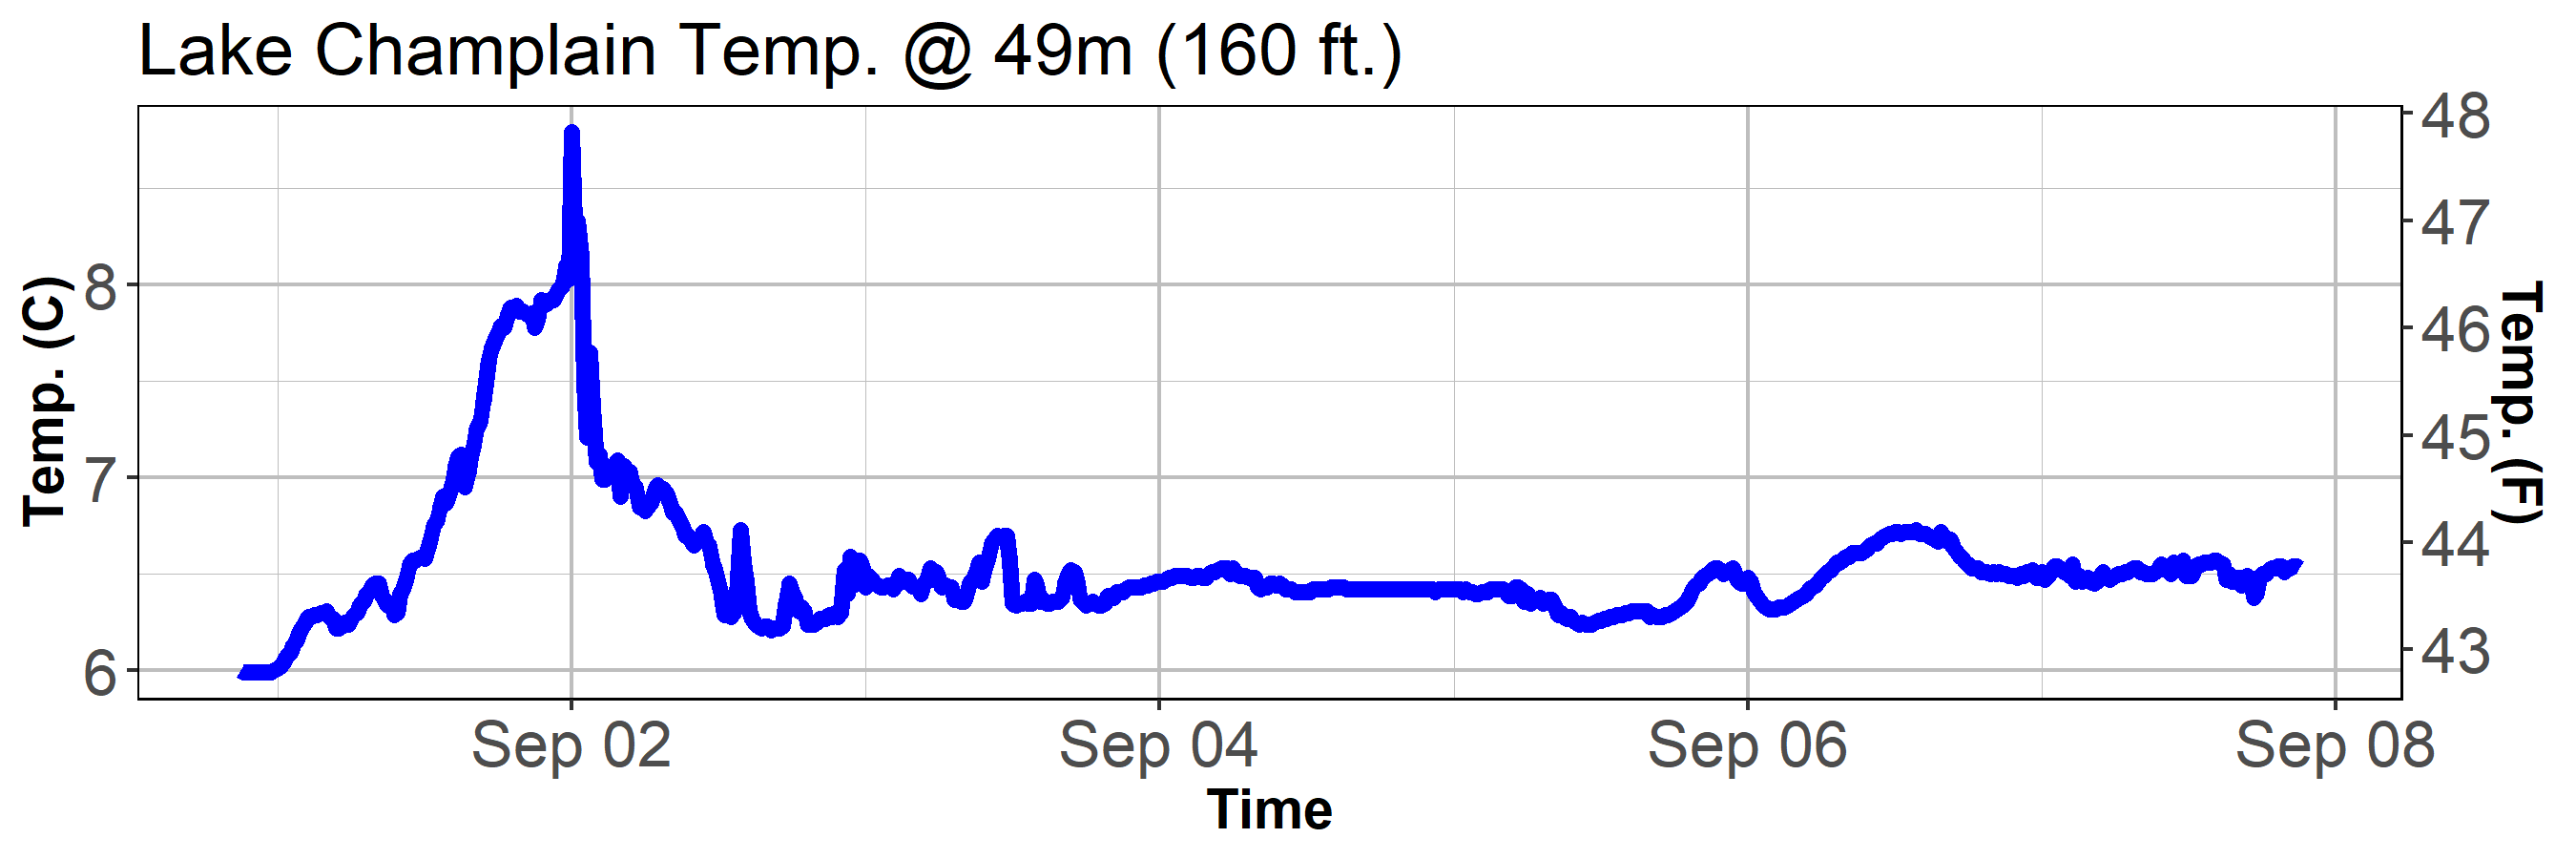 Lake Champlain Temp. @ 49m (160 ft.)
Temp. (C)
8
7
6
48
47
46
45
44
43
Temp. (F)
Sep 02 Sep 04 Sep 06 Sep 08
Time